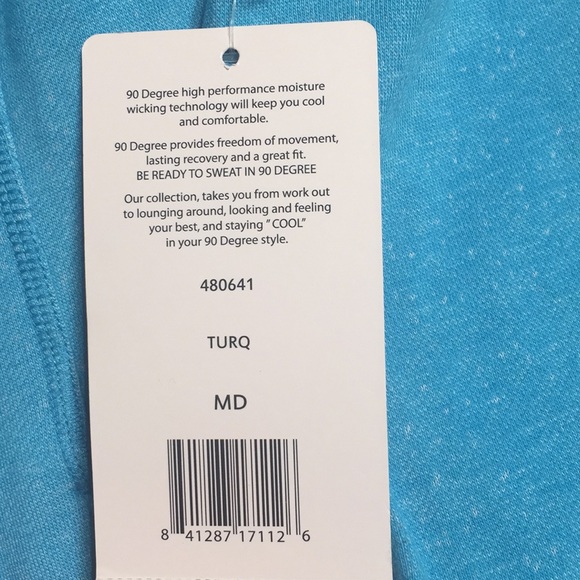 90 Degree high performance moisture
wicking technology will keep you cool
and comfortable.
90 Degree provides freedom of movement,
lasting recovery and a great fit.
BE READY TO SWEAT IN 90 DEGREE
Our collection, takes you from work out
to lounging around, looking and feeling
your best, and staying "COOL"
in your 90 Degree style.
480641
TURQ
MD
8 41287 17112 6